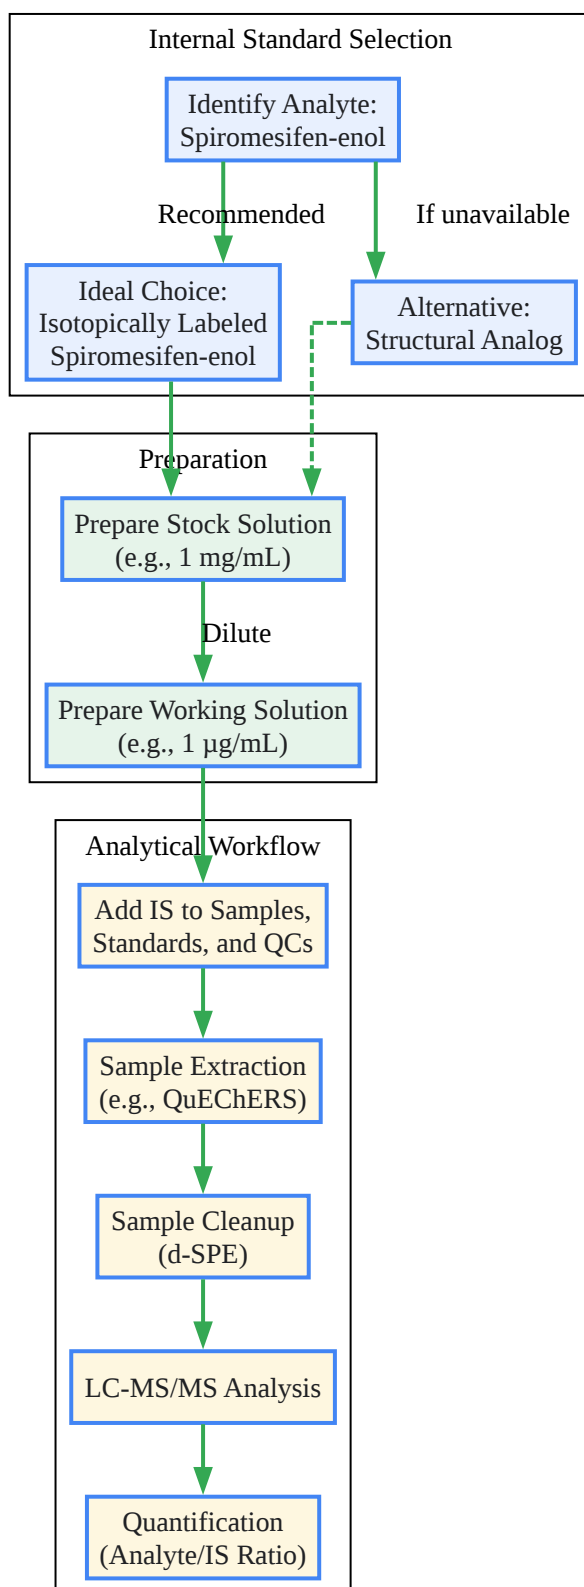 Internal Standard Selection
Identify Analyte:
Spiromesifen-enol
Recommended
If unavailable
Ideal Choice:
Isotopically Labeled
Spiromesifen-enol
Alternative:
Structural Analog
Preparation
Prepare Stock Solution
(e.g., 1 mg/mL)
Dilute
Prepare Working Solution
(e.g., 1 µg/mL)
Analytical Workflow
Add IS to Samples,
Standards, and QCs
Sample Extraction
(e.g., QuEChERS)
Sample Cleanup
(d-SPE)
LC-MS/MS Analysis
Quantification
(Analyte/IS Ratio)